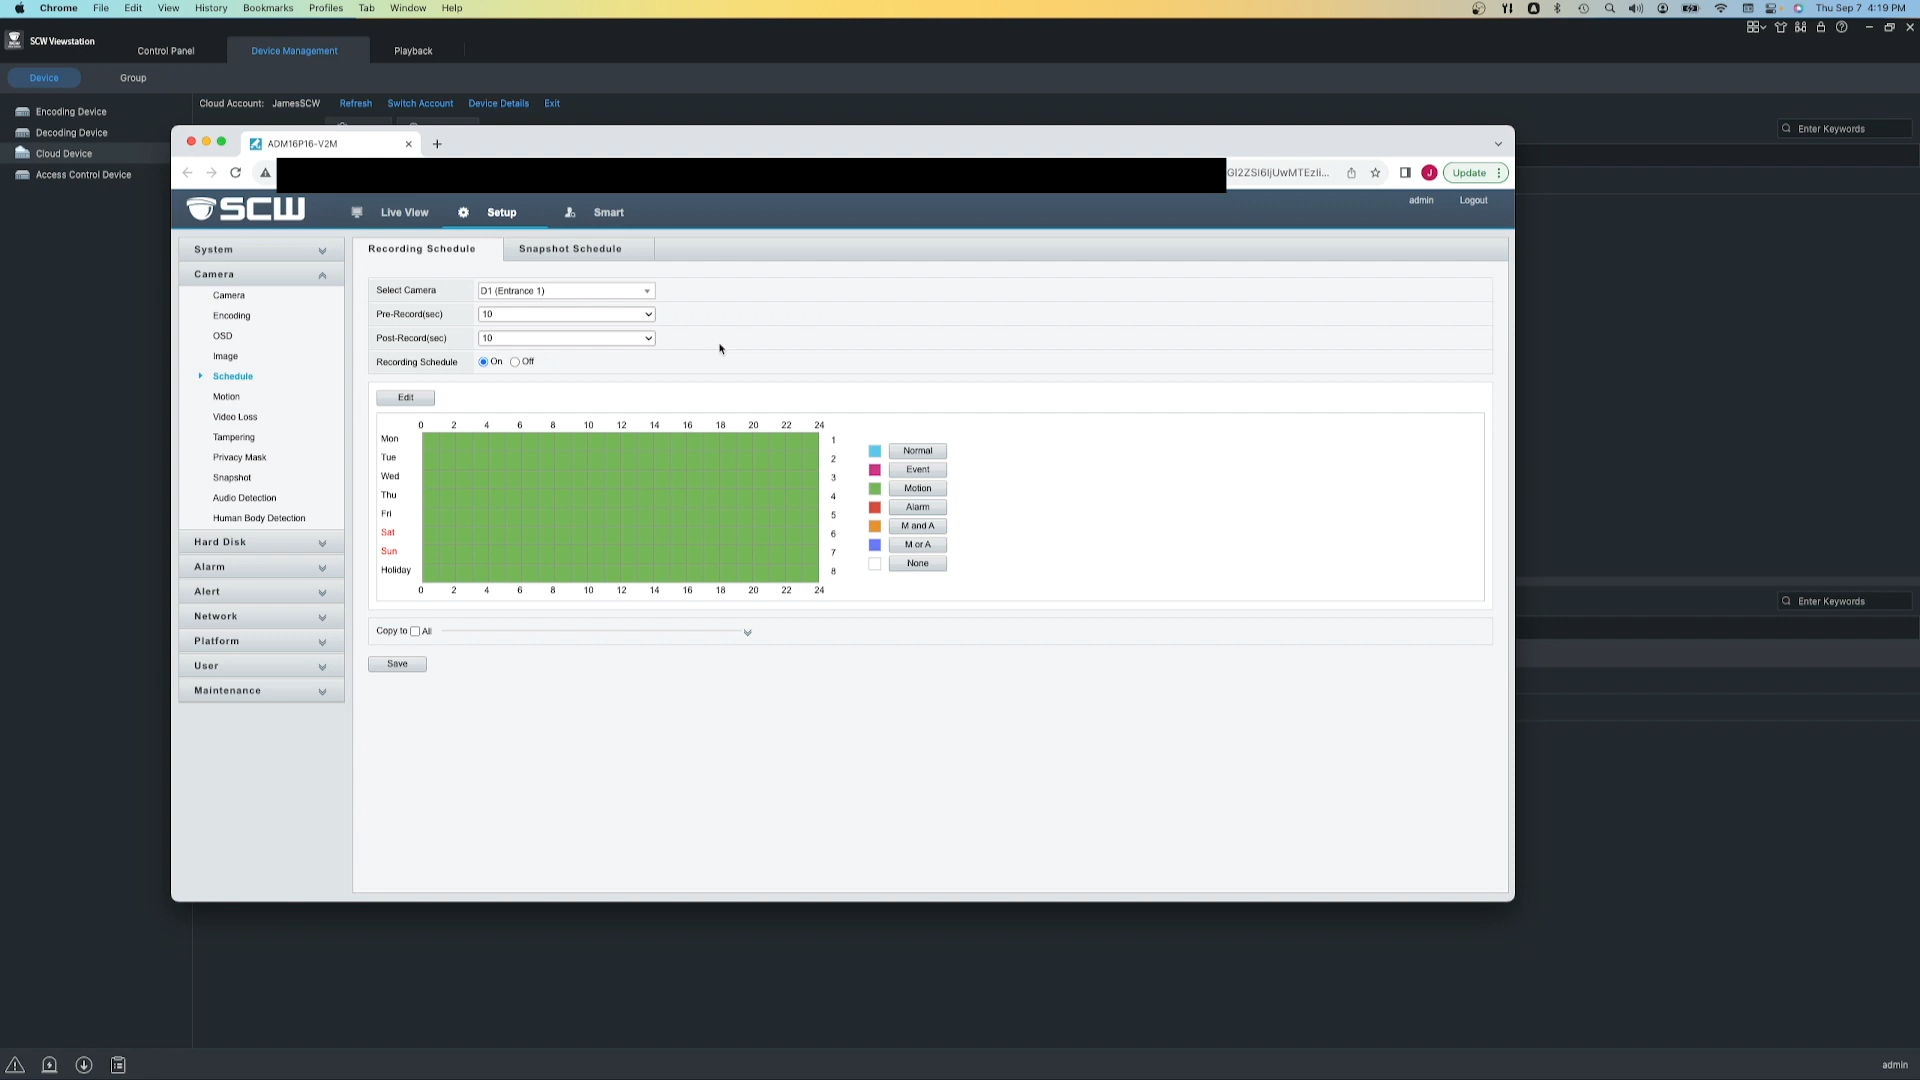 Chrome File Edit View History Bookmarks Profiles Tab Window Help Thu Sep 7 4:19 PM
SCW Viewstation Control Panel Device Management Playback
Device Group
Cloud Account: JamesSCW Refresh Switch Account Device Details Exit
Encoding Device
Decoding Device
Cloud Device
Access Control Device
Enter Keywords
ADM16P16-V2M
GI2ZSI6IjUwMTEzIi... J Update
SCW Live View Setup Smart admin Logout
System
Camera
Camera
Encoding
OSD
Image
Schedule
Motion
Video Loss
Tampering
Privacy Mask
Snapshot
Audio Detection
Human Body Detection
Hard Disk
Alarm
Alert
Network
Platform
User
Maintenance
Recording Schedule Snapshot Schedule
Select Camera D1 (Entrance 1)
Pre-Record(sec) 10
Post-Record(sec) 10
Recording Schedule On Off
Edit
0 2 4 6 8 10 12 14 16 18 20 22 24
Mon 1
Tue 2
Wed 3
Thu 4
Fri 5
Sat 6
Sun 7
Holiday 8
0 2 4 6 8 10 12 14 16 18 20 22 24
Normal
Event
Motion
Alarm
M and A
M or A
None
Copy to All
Save
Enter Keywords
admin